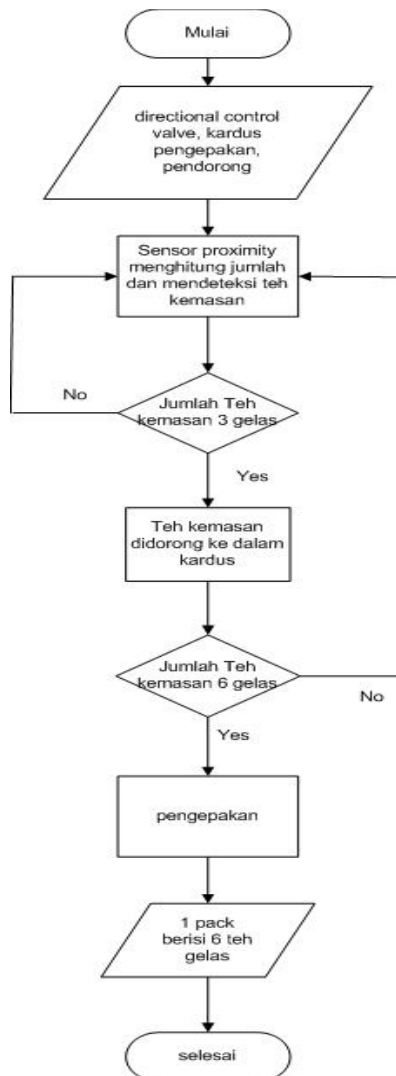 Mulai
directional control
valve, kardus
pengepakan,
pendorong
Sensor proximity
menghitung jumlah
dan mendeteksi teh
kemasan
No
Jumlah Teh
kemasan 3 gelas
Yes
Teh kemasan
didorong ke dalam
kardus
Jumlah Teh
kemasan 6 gelas
No
Yes
pengepakan
1 pack
berisi 6 teh
gelas
selesai